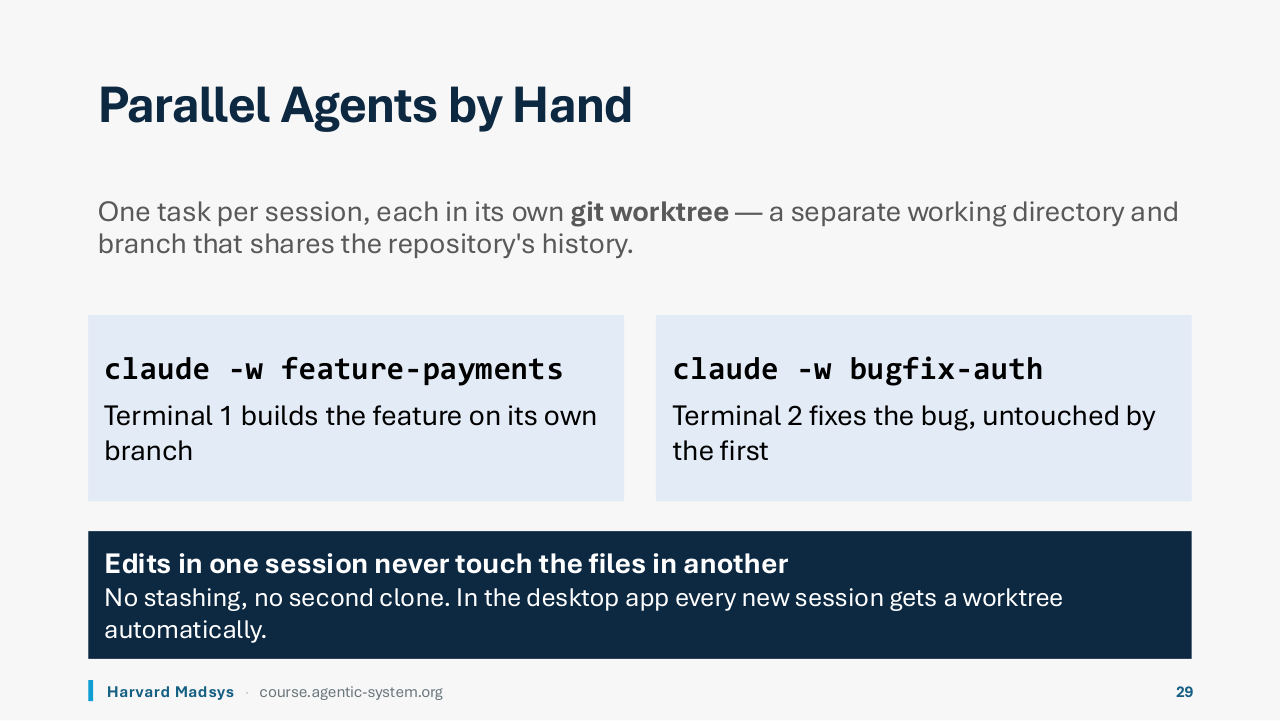 Parallel Agents by Hand
One task per session, each in its own git worktree — a separate working directory and
branch that shares the repository's history.
claude -w feature-payments
Terminal 1 builds the feature on its own
branch
claude -w bugfix-auth
Terminal 2 fixes the bug, untouched by
the first
Edits in one session never touch the files in another
No stashing, no second clone. In the desktop app every new session gets a worktree
automatically.
Harvard Madsys · course.agentic-system.org
29